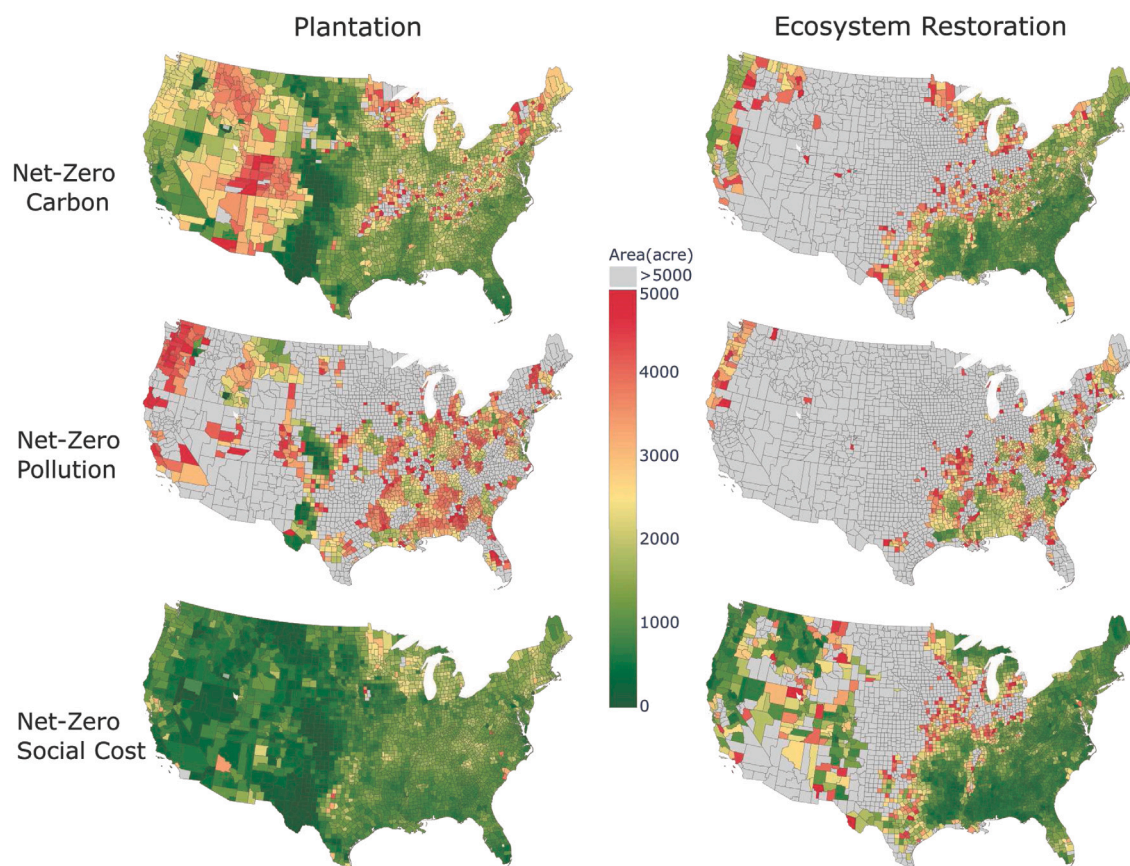 Plantation
Ecosystem Restoration
Net-Zero
Carbon
Area(acre)
>5000
5000
4000
3000
2000
1000
0
Net-Zero
Pollution
Net-Zero
Social Cost